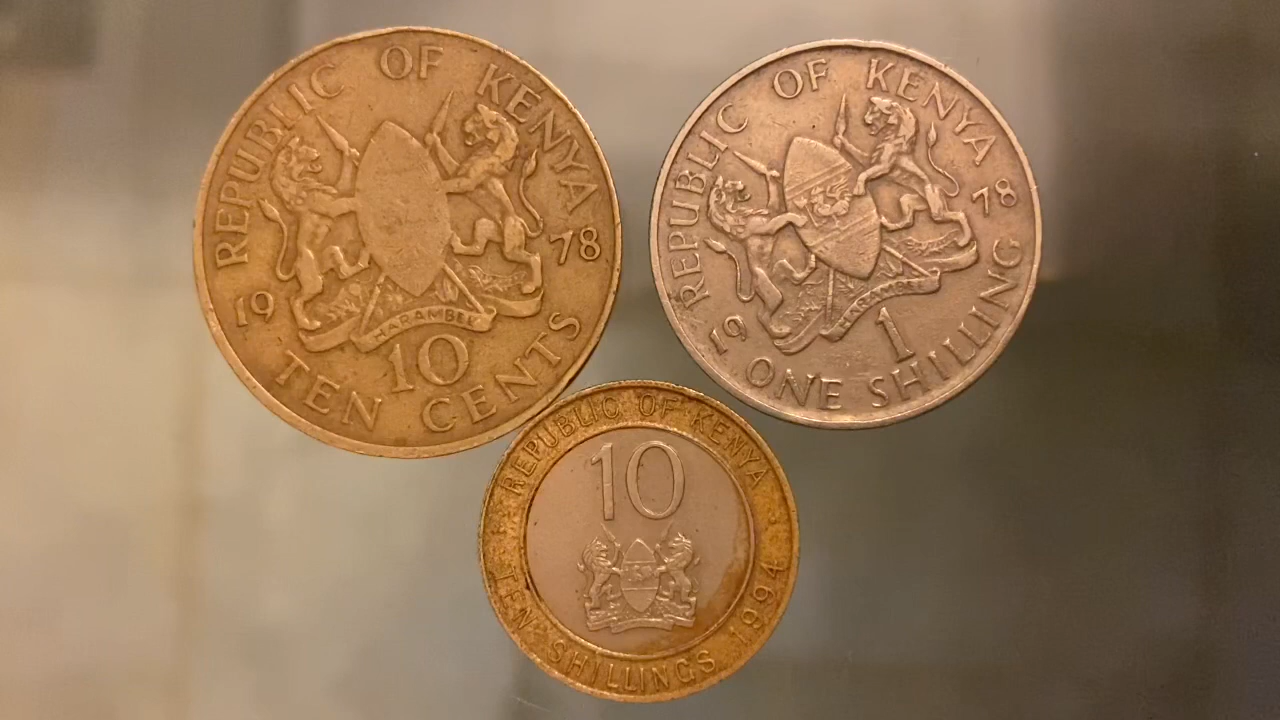 REPUBLIC OF KENYA
19 78
HARAMBEE
10
TEN CENTS
REPUBLIC OF KENYA
19 78
HARAMBEE
1
ONE SHILLING
REPUBLIC OF KENYA
10
TEN SHILLINGS 1994